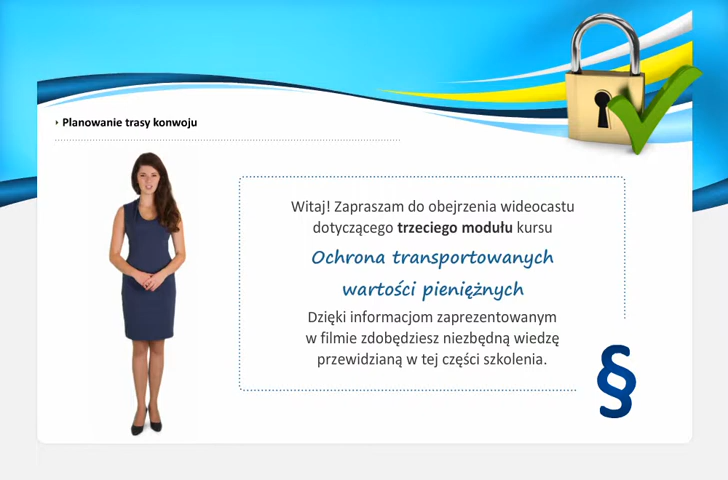 Planowanie trasy konwoju
Witaj! Zapraszam do obejrzenia wideocastu
dotyczącego trzeciego modułu kursu
Ochrona transportowanych
wartości pieniężnych
Dzięki informacjom zaprezentowanym
w filmie zdobędziesz niezbędną wiedzę
przewidzianą w tej części szkolenia.
§